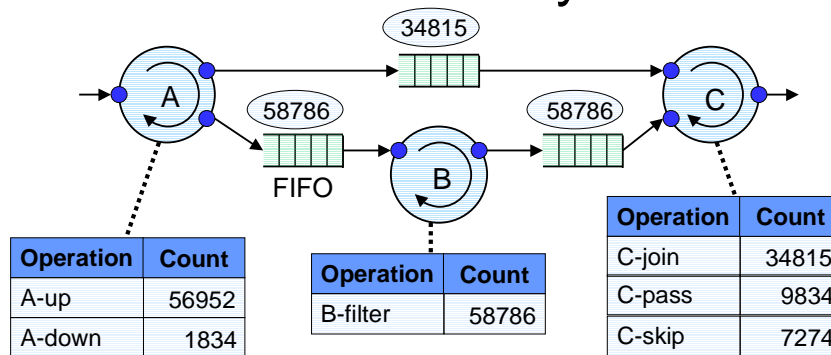 34815
A
58786
58786
C
FIFO
B
Operation Count
A-up 56952
A-down 1834
Operation Count
B-filter 58786
Operation Count
C-join 34815
C-pass 9834
C-skip 7274